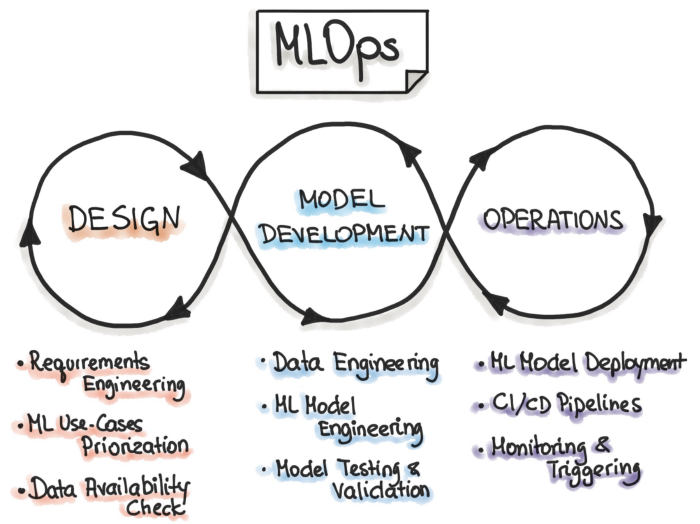 MLOps
DESIGN
MODEL
DEVELOPMENT
OPERATIONS
• Requirements
Engineering
• ML Use-Cases
Priorization
• Data Availability
Check
• Data Engineering
• ML Model
Engineering
• Model Testing &
Validation
• ML Model Deployment
• CI/CD Pipelines
• Monitoring &
Triggering